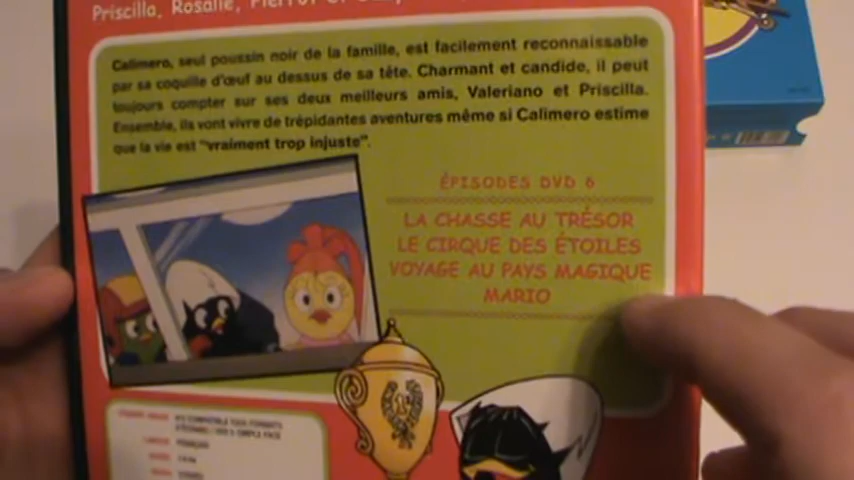 Priscilla, Rosalie, Pierrot
Calimero, seul poussin noir de la famille, est facilement reconnaissable
par sa coquille d'œuf au dessus de sa tête. Charmant et candide, il peut
toujours compter sur ses deux meilleurs amis, Valeriano et Priscilla.
Ensemble, ils vont vivre de trépidantes aventures même si Calimero estime
que la vie est "vraiment trop injuste".
ÉPISODES DVD 6
LA CHASSE AU TRÉSOR
LE CIRQUE DES ÉTOILES
VOYAGE AU PAYS MAGIQUE
MARIO
FRANÇAIS